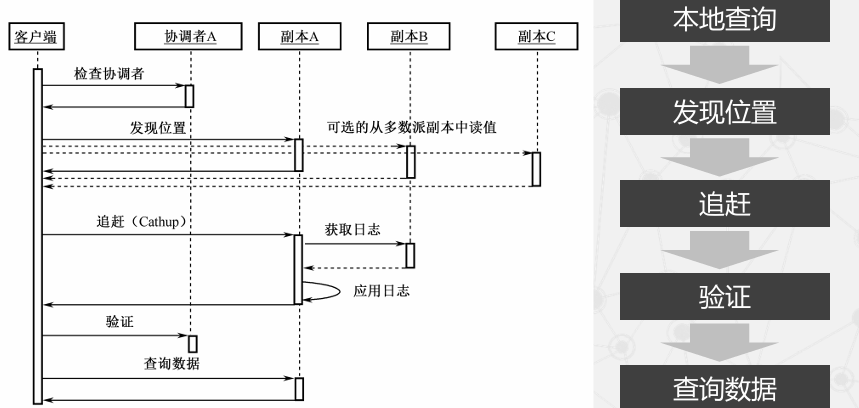 客户端
协调者A
副本A
副本B
副本C
检查协调者
发现位置
可选的从多数派副本中读值
追赶（Cathup）
获取日志
应用日志
验证
查询数据
本地查询
发现位置
追赶
验证
查询数据